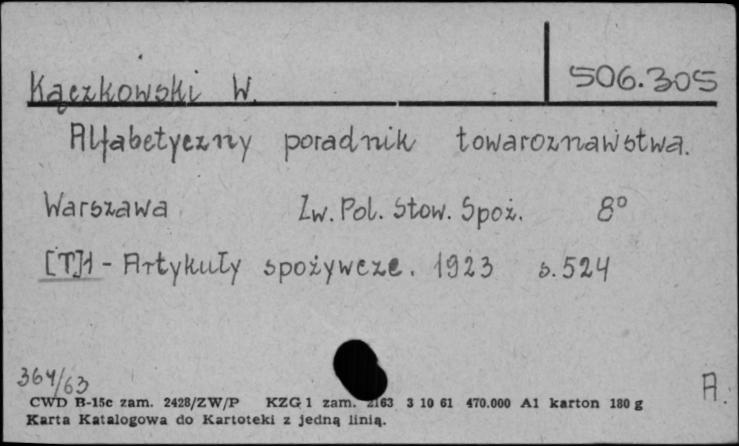 506.305
Kączkowski W.
Alfabetyczny poradnik towaroznawstwa.
Warszawa Zw. Pol. Stow. Spoż. 8°
[T]1 - Artykuły spożywcze. 1923 s. 524
364/63
A.
CWD B-15c zam. 2428/ZW/P KZG 1 zam. 2163 3 10 61 470.000 A1 karton 180 g
Karta Katalogowa do Kartoteki z jedną linią.